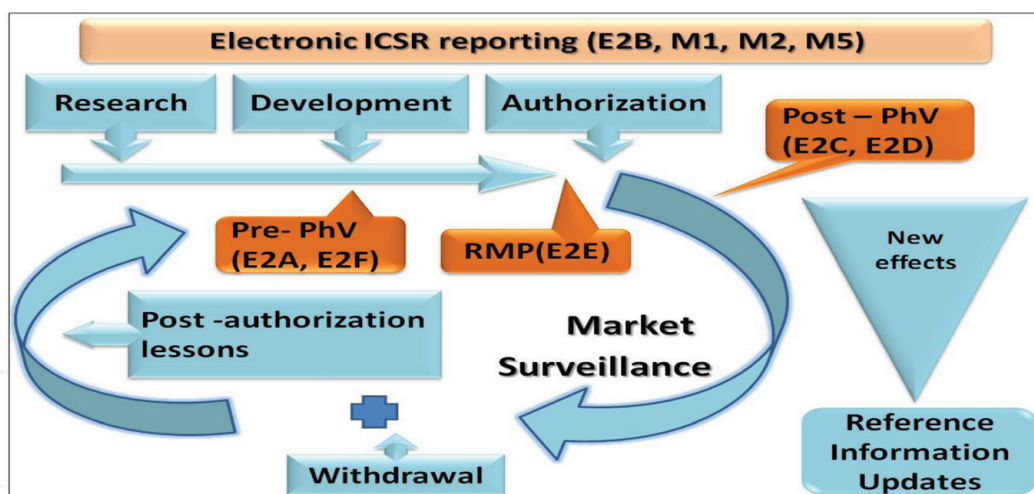 Electronic ICSR reporting (E2B, M1, M2, M5)
Research
Development
Authorization
Post – PhV
(E2C, E2D)
Pre- PhV
(E2A, E2F)
RMP(E2E)
New
effects
Post -authorization
lessons
Market
Surveillance
Withdrawal
Reference
Information
Updates